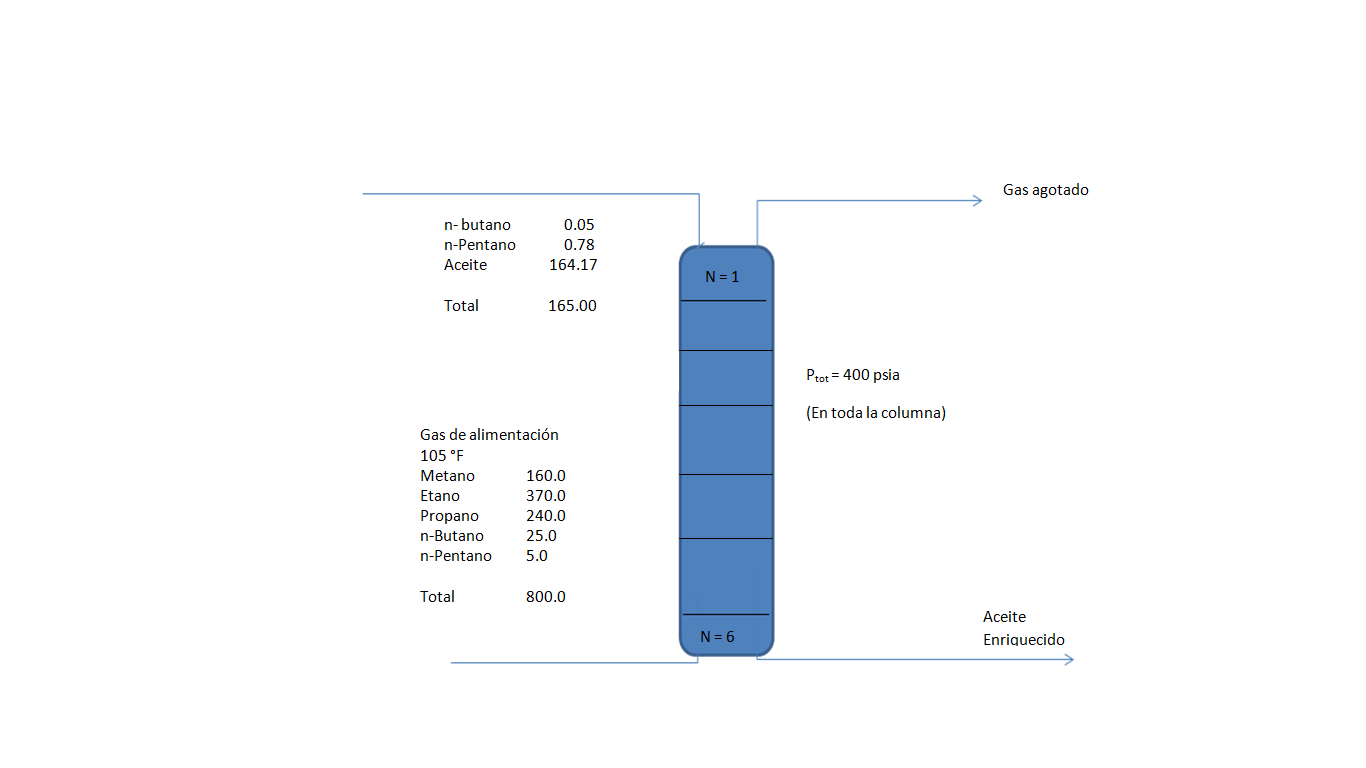 Gas agotado
n- butano 0.05
n-Pentano 0.78
Aceite 164.17
Total 165.00
N = 1
Ptot = 400 psia
(En toda la columna)
Gas de alimentación
105 °F
Metano 160.0
Etano 370.0
Propano 240.0
n-Butano 25.0
n-Pentano 5.0
Total 800.0
N = 6
Aceite
Enriquecido